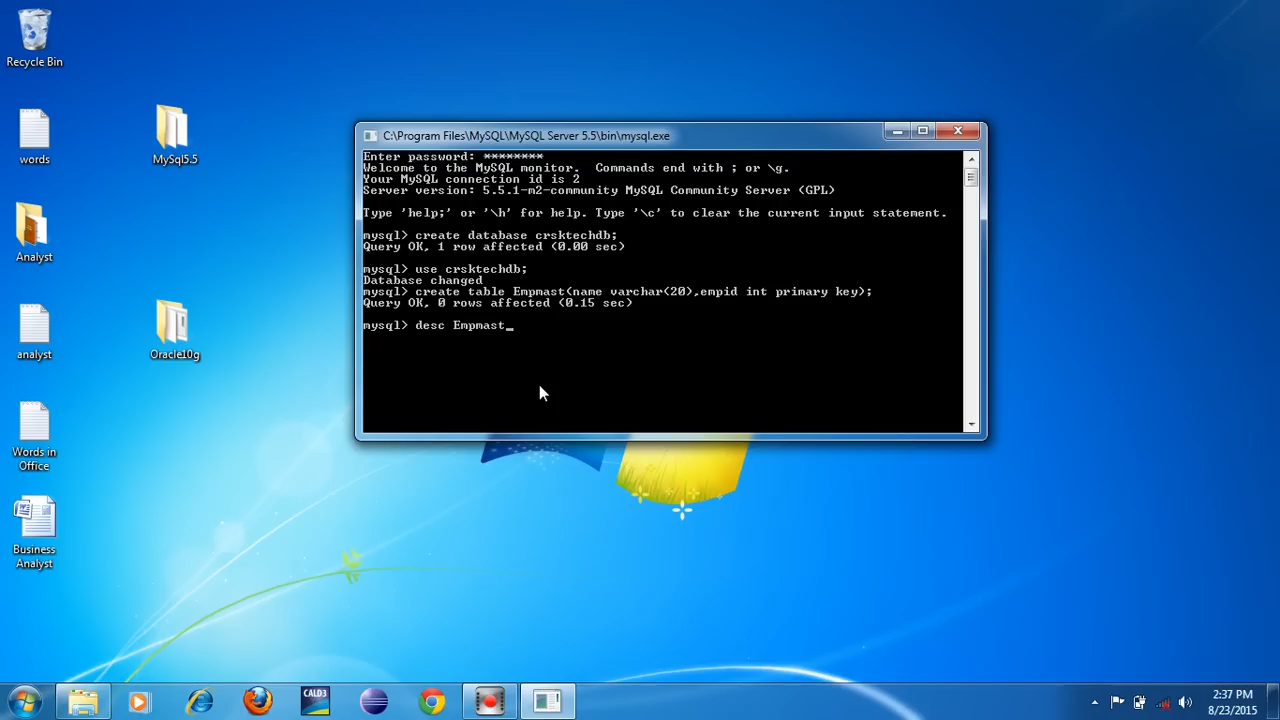 Recycle Bin
words
MySql5.5
Analyst
analyst
Oracle10g
Words in
Office
Business
Analyst
C:\Program Files\MySQL\MySQL Server 5.5\bin\mysql.exe
Enter password: ********
Welcome to the MySQL monitor.  Commands end with ; or \g.
Your MySQL connection id is 2
Server version: 5.5.1-m2-community MySQL Community Server (GPL)
Type 'help;' or '\h' for help. Type '\c' to clear the current input statement.
mysql> create database crsktechdb;
Query OK, 1 row affected (0.00 sec)
mysql> use crsktechdb;
Database changed
mysql> create table Empmast(name varchar(20),empid int primary key);
Query OK, 0 rows affected (0.15 sec)
mysql> desc Empmast_
CALD3
2:37 PM
8/23/2015